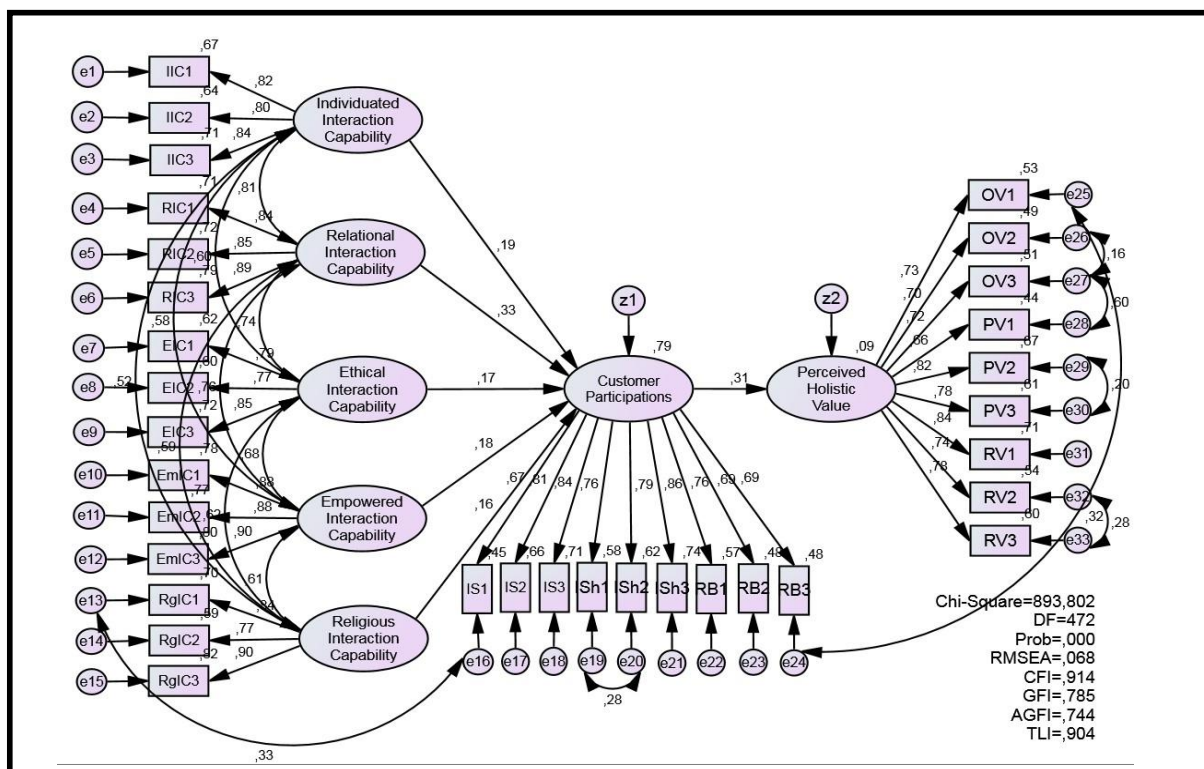 ,67
e1
IIC1
,82
,64
e2
IIC2
,80
Individuated
Interaction
Capability
,71
e3
IIC3
,84
,71
e4
RIC1
,81
,84
,72
e5
RIC2
,85
Relational
Interaction
Capability
,60
,79
e6
RIC3
,89
,62
,58
e7
EIC1
,74
,79
,60
e8
EIC2
,77
Ethical
Interaction
Capability
,52
,76
,72
e9
EIC3
,85
,59
,78
e10
EmIC1
,68
,88
,77
e11
EmIC2
,88
Empowered
Interaction
Capability
,62
,80
e12
EmIC3
,90
,70
e13
RgIC1
,61
,84
,59
e14
RgIC2
,77
Religious
Interaction
Capability
,82
e15
RgIC3
,90
,33
,19
,33
,17
,18
,16
z1
,79
Customer
Participations
,31
z2
,09
Perceived
Holistic
Value
,67
,81
,84
,76
,79
,86
,76
,69
,69
,45
,66
,71
,58
,62
,74
,57
,48
,48
IS1
IS2
IS3
ISh1
ISh2
ISh3
RB1
RB2
RB3
e16
e17
e18
e19
e20
e21
e22
e23
e24
,28
,53
,73
OV1
e25
,49
,70
OV2
e26
,16
,51
,72
OV3
e27
,60
,44
,66
PV1
e28
,67
,82
PV2
e29
,20
,61
,78
PV3
e30
,71
,84
RV1
e31
,54
,74
RV2
e32
,32
,28
,60
,78
RV3
e33
Chi-Square=893,802
DF=472
Prob=,000
RMSEA=,068
CFI=,914
GFI=,785
AGFI=,744
TLI=,904